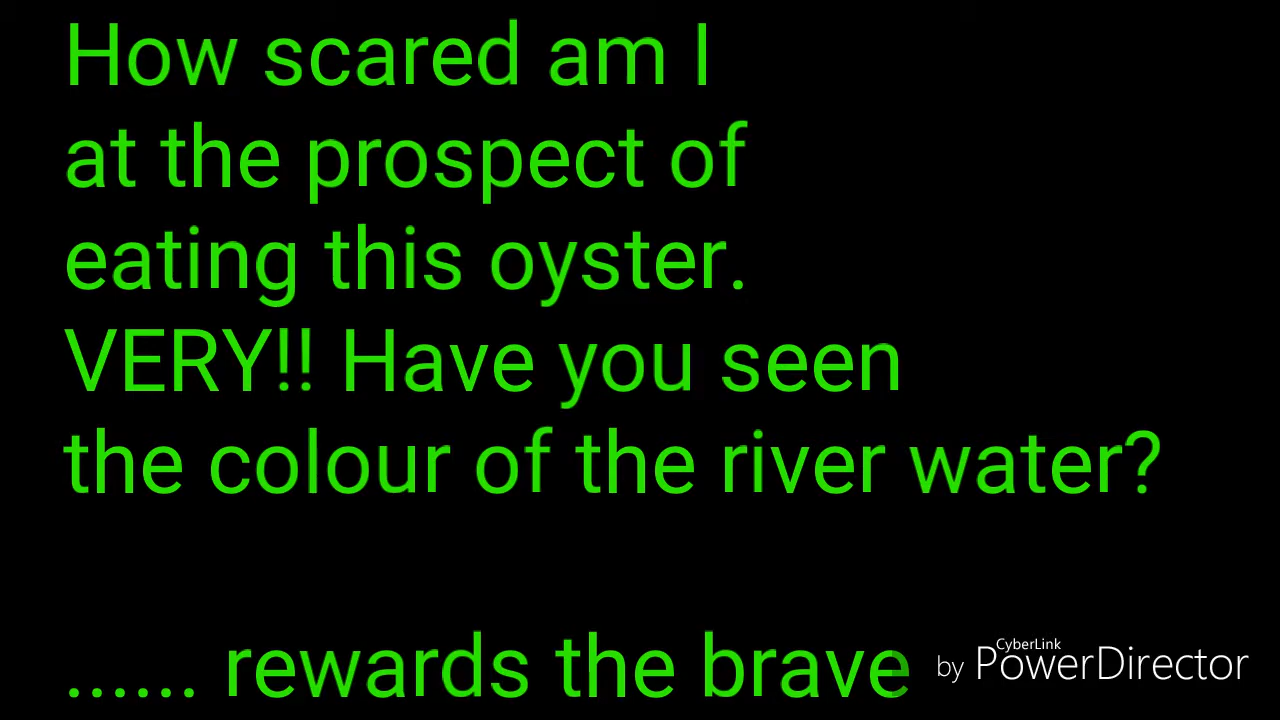 How scared am I
at the prospect of
eating this oyster.
VERY!! Have you seen
the colour of the river water?
...... rewards the brave
by CyberLink PowerDirector